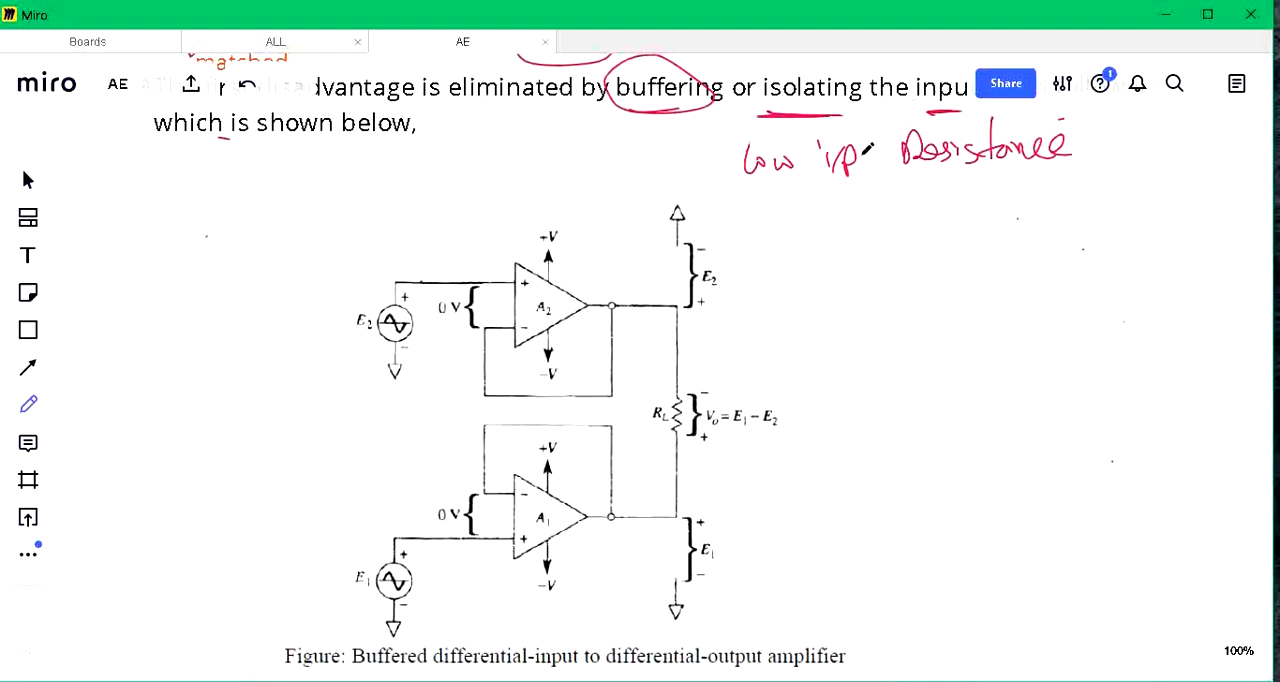 Miro
Boards ALL AE
matched
miro AE dvantage is eliminated by buffering or isolating the inpu Share 1
which is shown below,
low i/p Resistance
T
+V
E2
+ 0 V + A2 E2
-V
RL Vo = E1 – E2
+V
0 V – A1 E1
E1
-V
Figure: Buffered differential-input to differential-output amplifier
100%